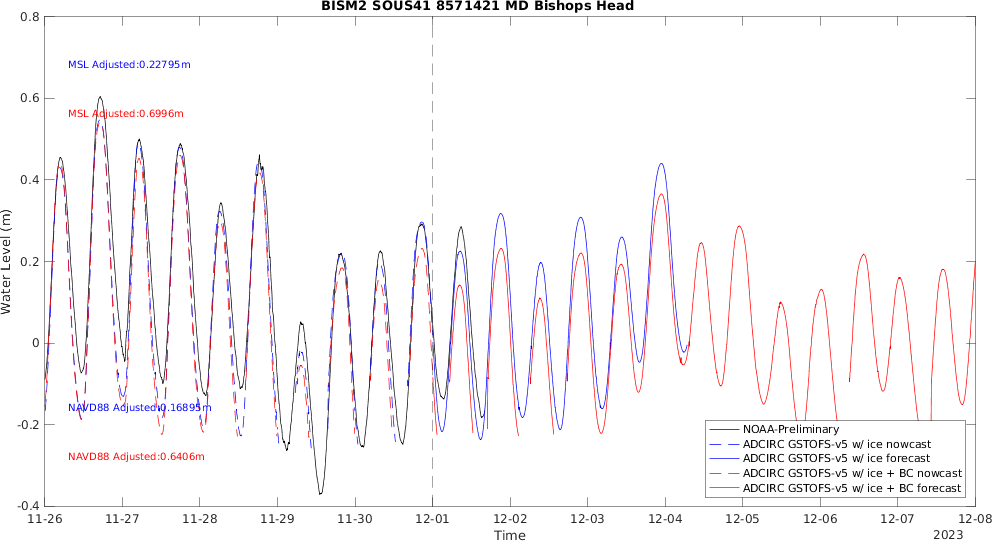 BISM2 SOUS41 8571421 MD Bishops Head
0.8
0.6
0.4
0.2
0
-0.2
-0.4
Water Level (m)
MSL Adjusted:0.22795m
MSL Adjusted:0.6996m
NAVD88 Adjusted:0.16895m
NAVD88 Adjusted:0.6406m
NOAA-Preliminary
ADCIRC GSTOFS-v5 w/ ice nowcast
ADCIRC GSTOFS-v5 w/ ice forecast
ADCIRC GSTOFS-v5 w/ ice + BC nowcast
ADCIRC GSTOFS-v5 w/ ice + BC forecast
11-26 11-27 11-28 11-29 11-30 12-01 12-02 12-03 12-04 12-05 12-06 12-07 12-08
Time
2023